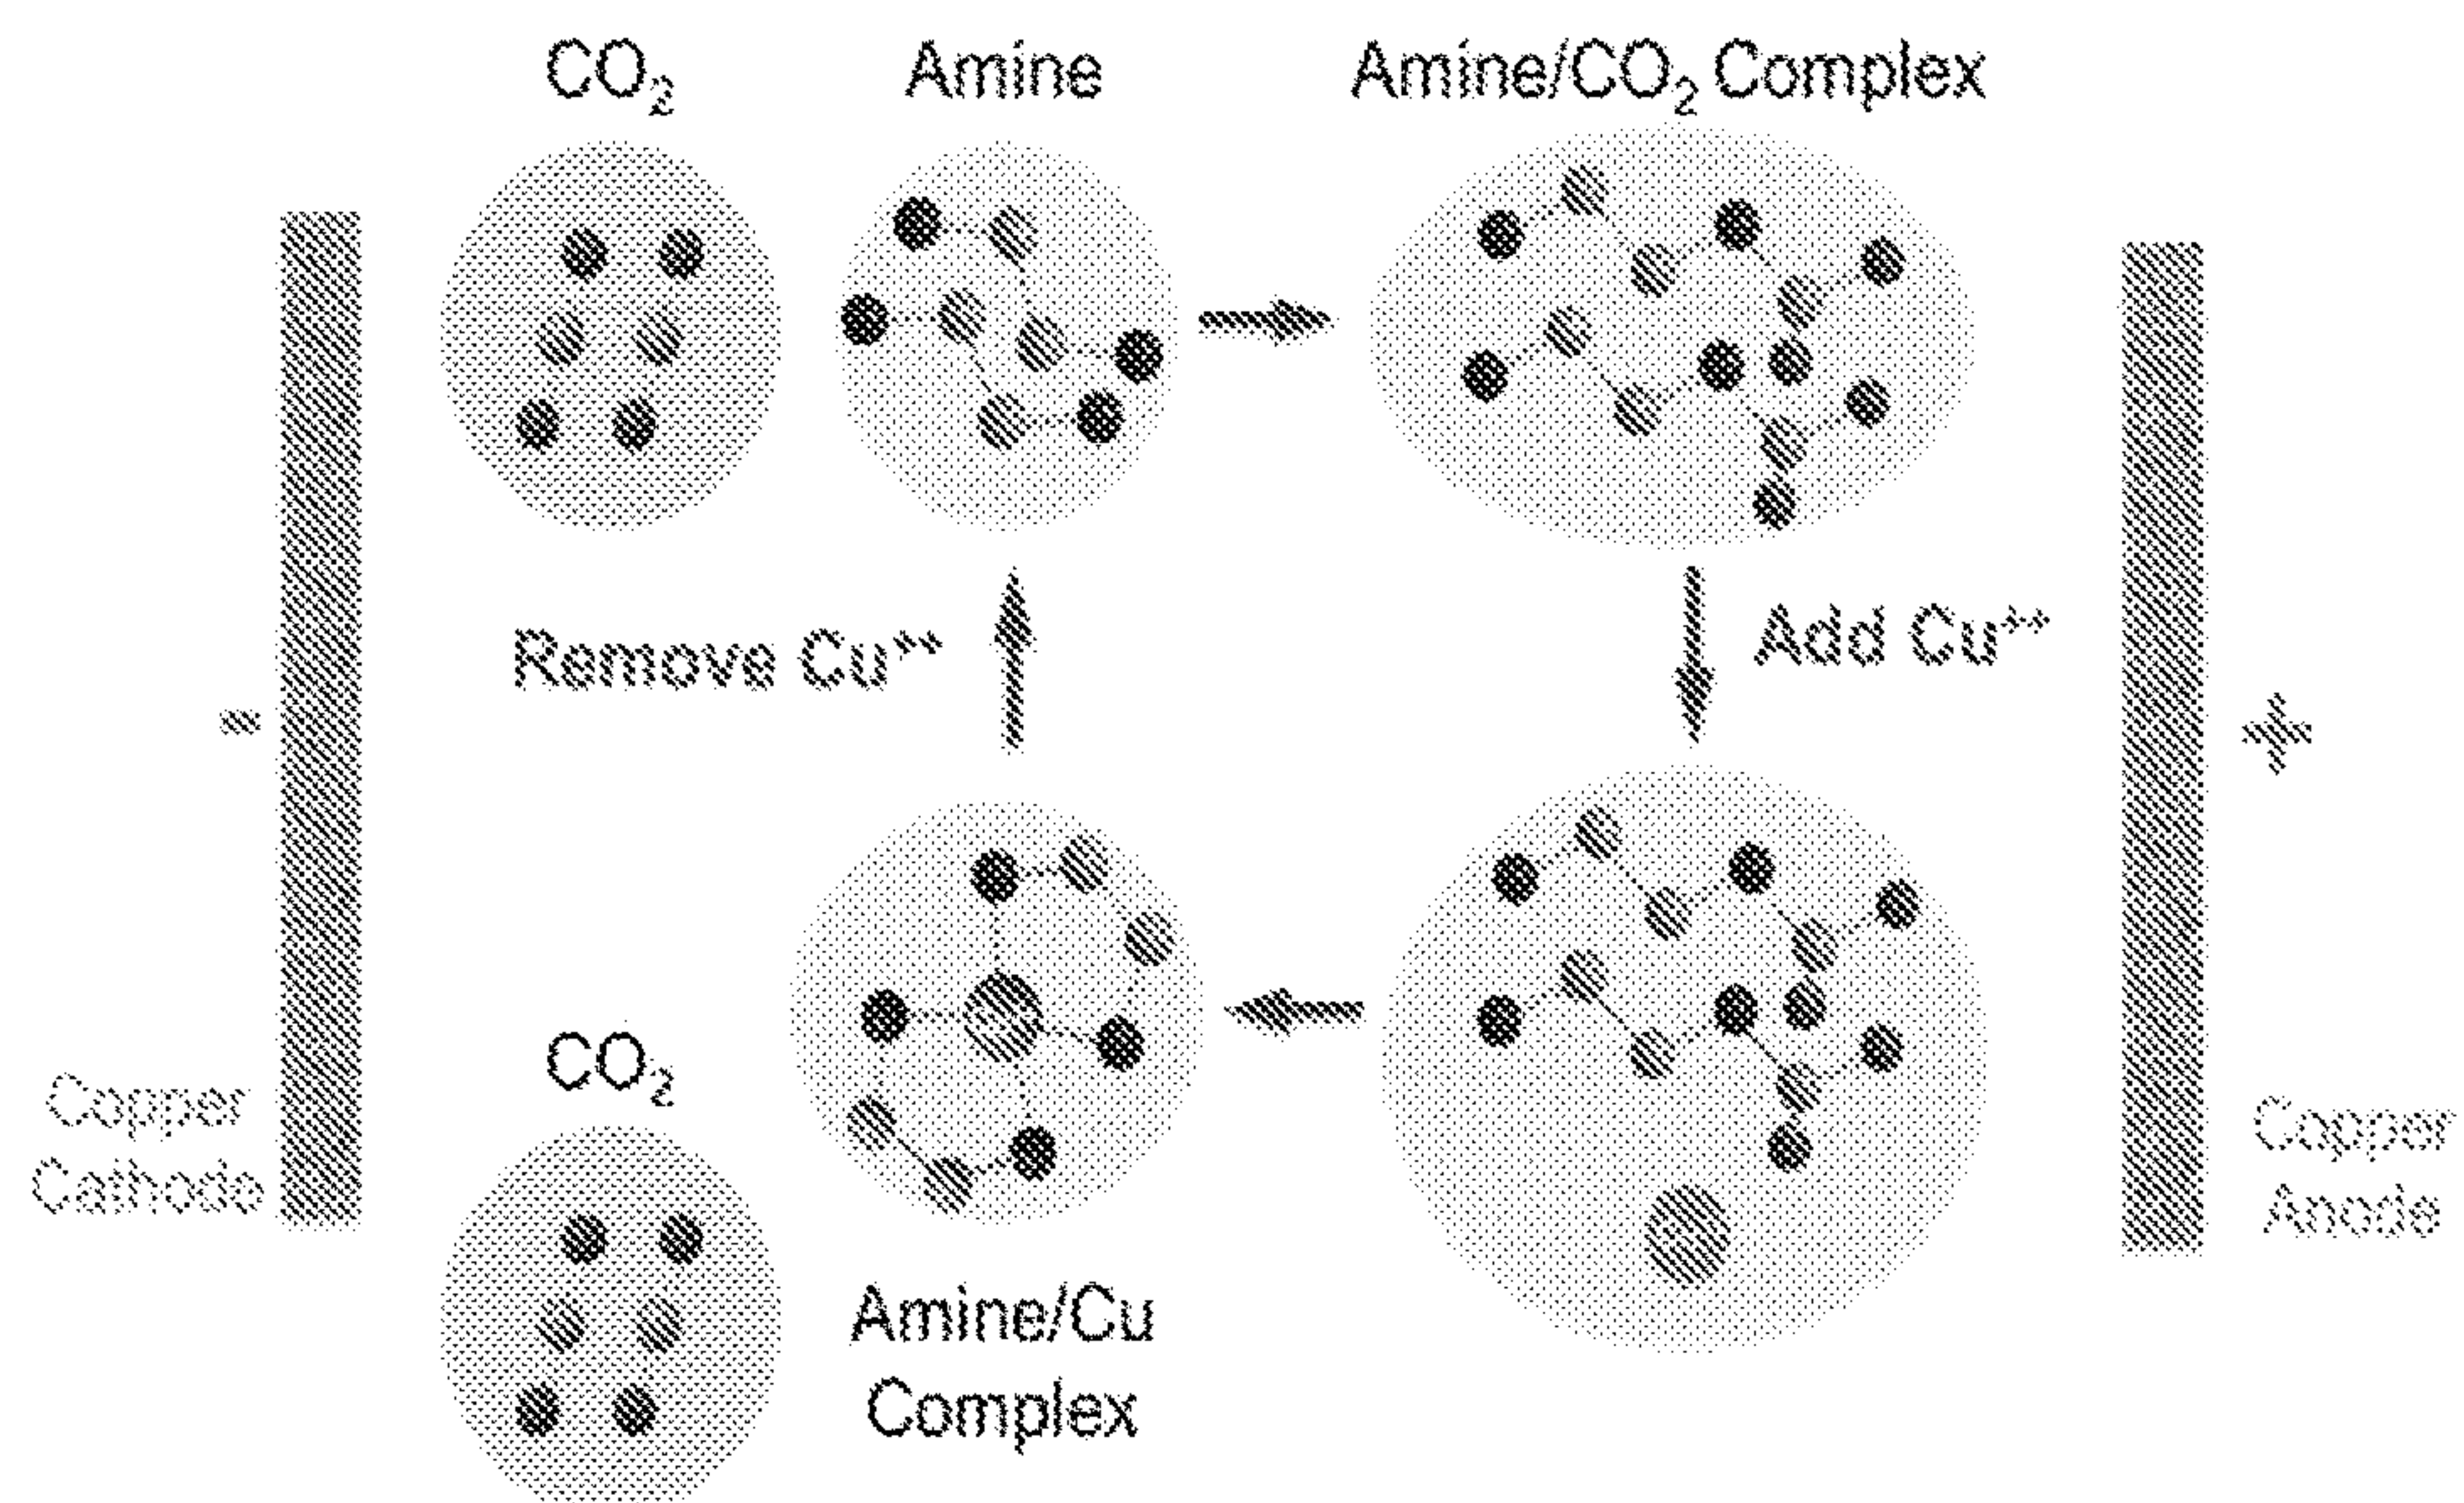 CO₂
Amine
Amine/CO₂ Complex
Remove Cu⁺⁺
Add Cu⁺⁺
-
+
CO₂
Copper
Cathode
Copper
Anode
Amine/Cu
Complex